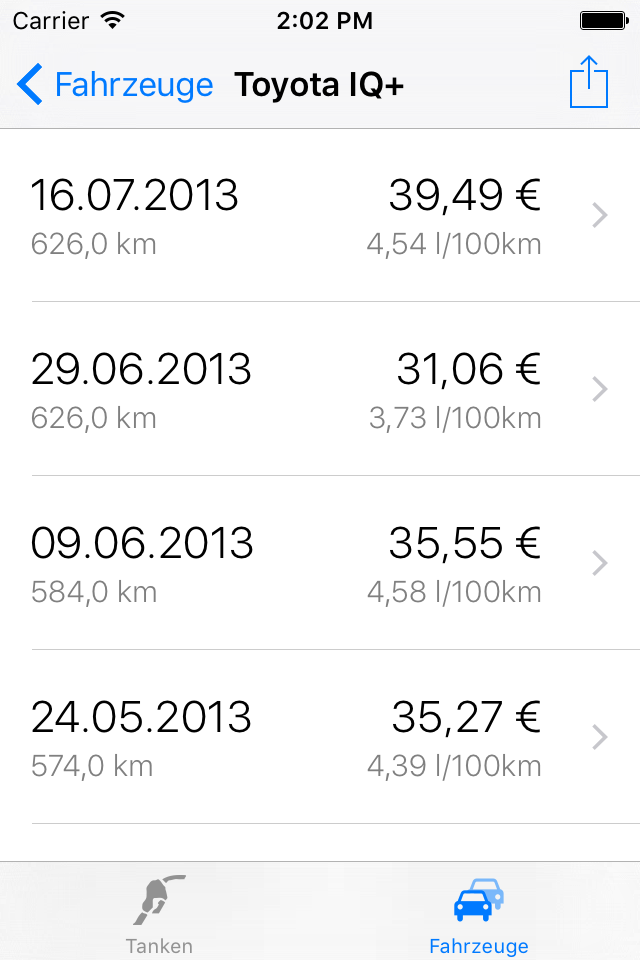 Carrier 2:02 PM
Fahrzeuge Toyota IQ+
16.07.2013 39,49 €
626,0 km 4,54 l/100km
29.06.2013 31,06 €
626,0 km 3,73 l/100km
09.06.2013 35,55 €
584,0 km 4,58 l/100km
24.05.2013 35,27 €
574,0 km 4,39 l/100km
Tanken Fahrzeuge